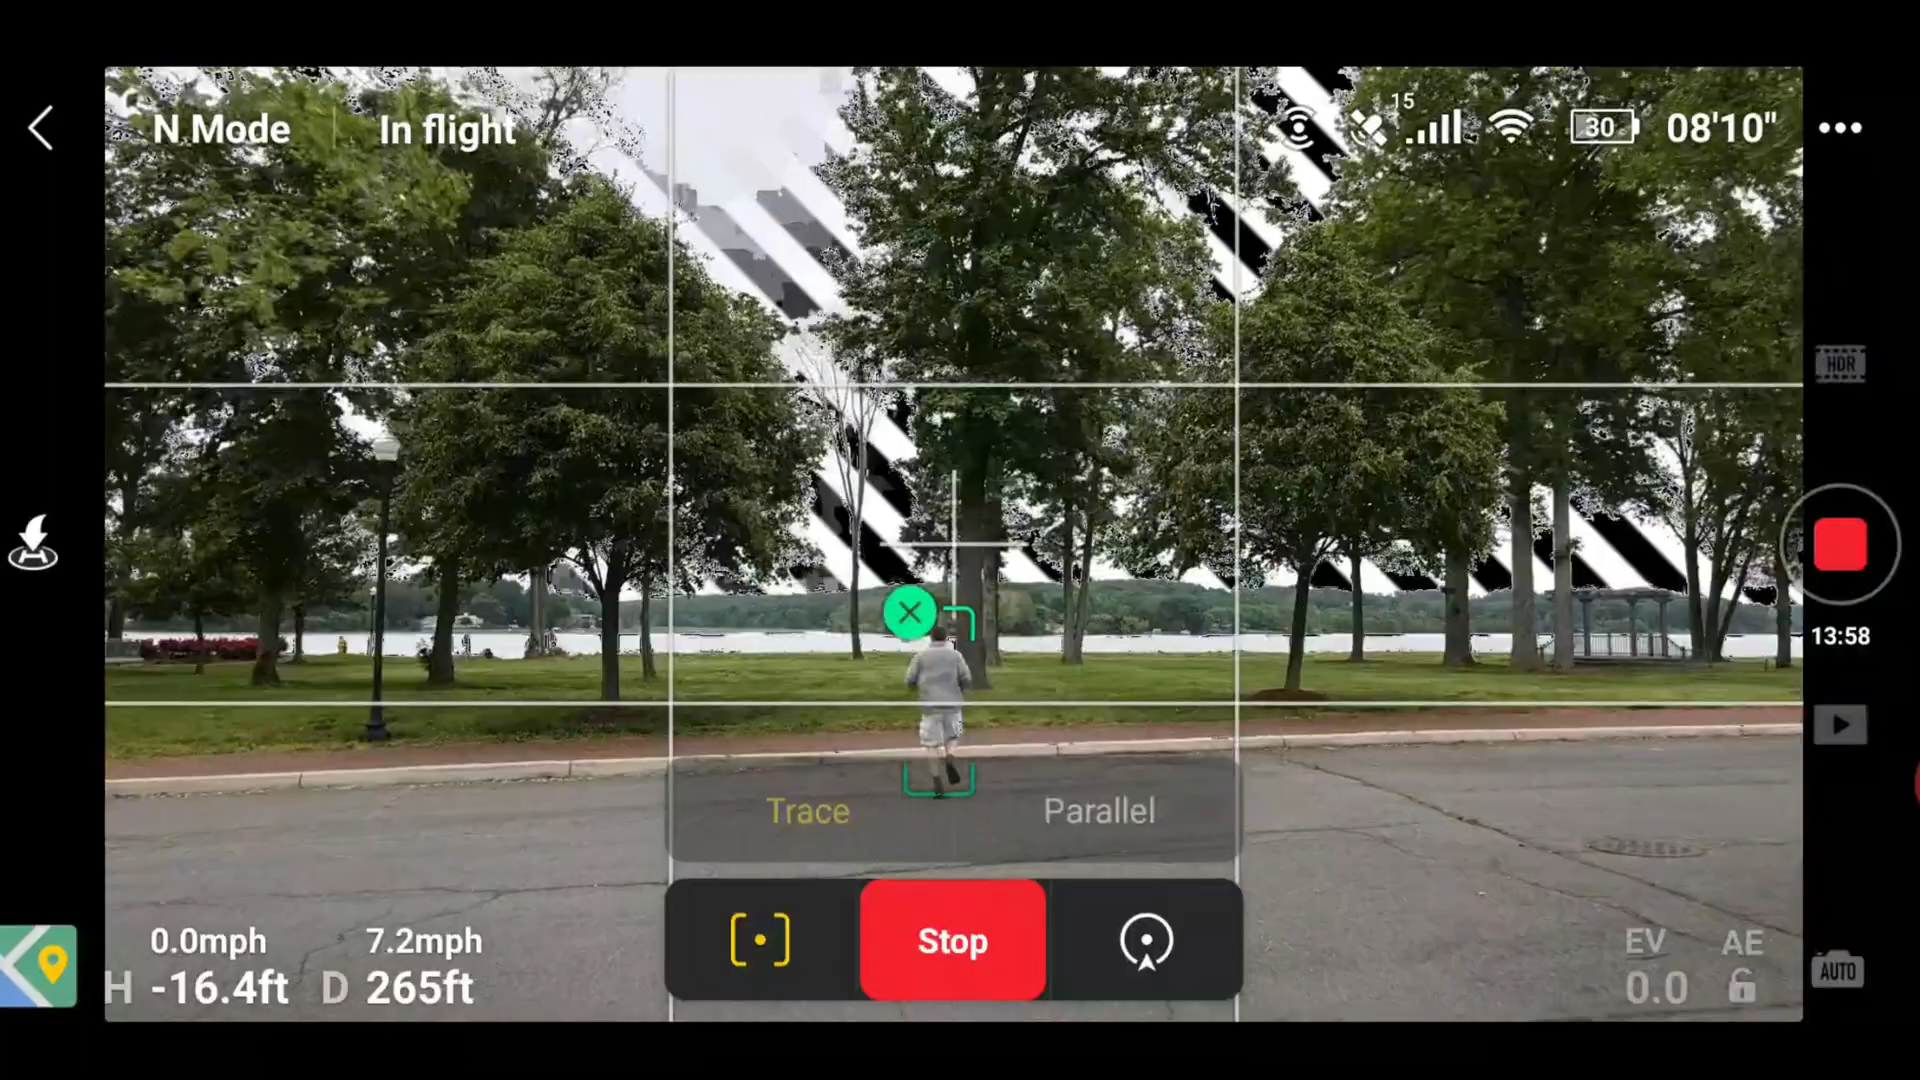 N Mode
In flight
15
30
08'10"
HDR
13:58
Trace
Parallel
Stop
0.0mph
7.2mph
H -16.4ft
D 265ft
EV
0.0
AE
AUTO